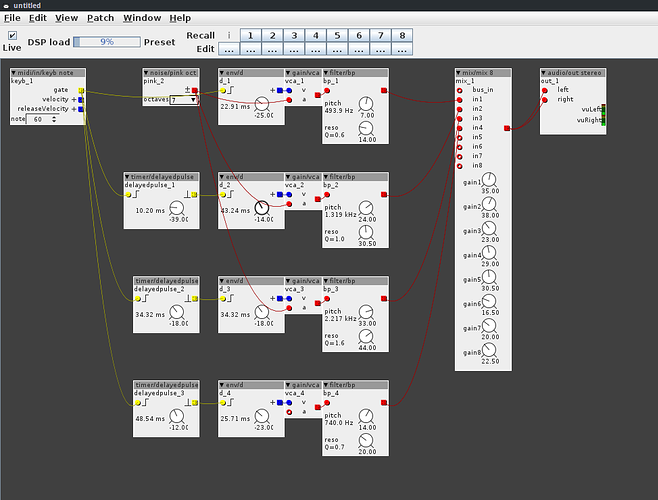 untitled
File Edit View Patch Window Help
Live
DSP load 9% Preset
Recall i 1 2 3 4 5 6 7 8
Edit ... ... ... ... ... ... ... ... ...
midi/in/keyb note
keyb_1
gate
velocity +
releaseVelocity +
note 60
noise/pink oct
pink_2
±
octaves 7
env/d
d_1
+
22.91 ms
-25.00
gain/vca
vca_1
v
a
filter/bp
bp_1
pitch
493.9 Hz
7.00
reso
Q=0.6
14.00
mix/mix 8
mix_1
bus_in
in1
in2
in3
in4
in5
in6
in7
in8
gain1
35.00
gain2
38.00
gain3
23.00
gain4
29.00
gain5
30.50
gain6
16.50
gain7
20.00
gain8
22.50
audio/out stereo
out_1
left
right
vuLeft
vuRight
timer/delayedpulse
delayedpulse_1
10.20 ms
-39.00
env/d
d_2
+
43.24 ms
-14.00
gain/vca
vca_2
v
a
filter/bp
bp_2
pitch
1.319 kHz
24.00
reso
Q=1.0
30.50
timer/delayedpulse
delayedpulse_2
34.32 ms
-18.00
env/d
d_3
+
34.32 ms
-18.00
gain/vca
vca_3
v
a
filter/bp
bp_3
pitch
2.217 kHz
33.00
reso
Q=1.6
44.00
timer/delayedpulse
delayedpulse_3
48.54 ms
-12.00
env/d
d_4
+
25.71 ms
-23.00
gain/vca
vca_4
v
a
filter/bp
bp_4
pitch
740.0 Hz
14.00
reso
Q=0.7
20.00